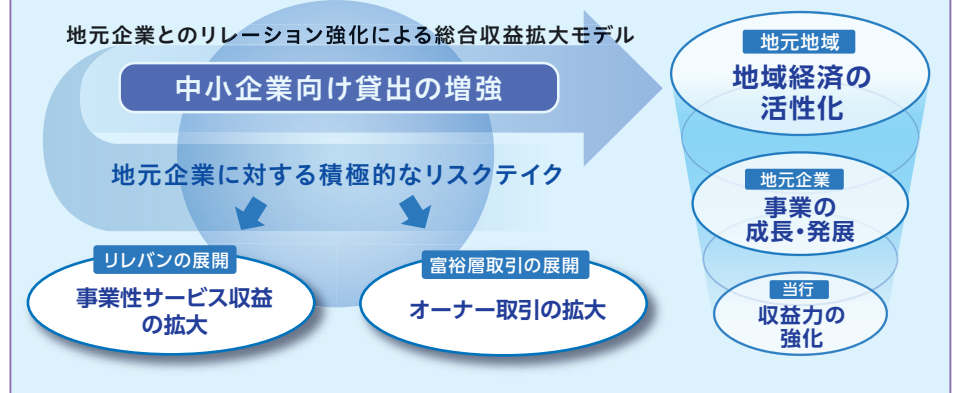 地元企業とのリレーション強化による総合収益拡大モデル
中小企業向け貸出の増強
地元企業に対する積極的なリスクテイク
リレバンの展開
事業性サービス収益
の拡大
富裕層取引の展開
オーナー取引の拡大
地元地域
地域経済の
活性化
地元企業
事業の
成長・発展
当行
収益力の
強化